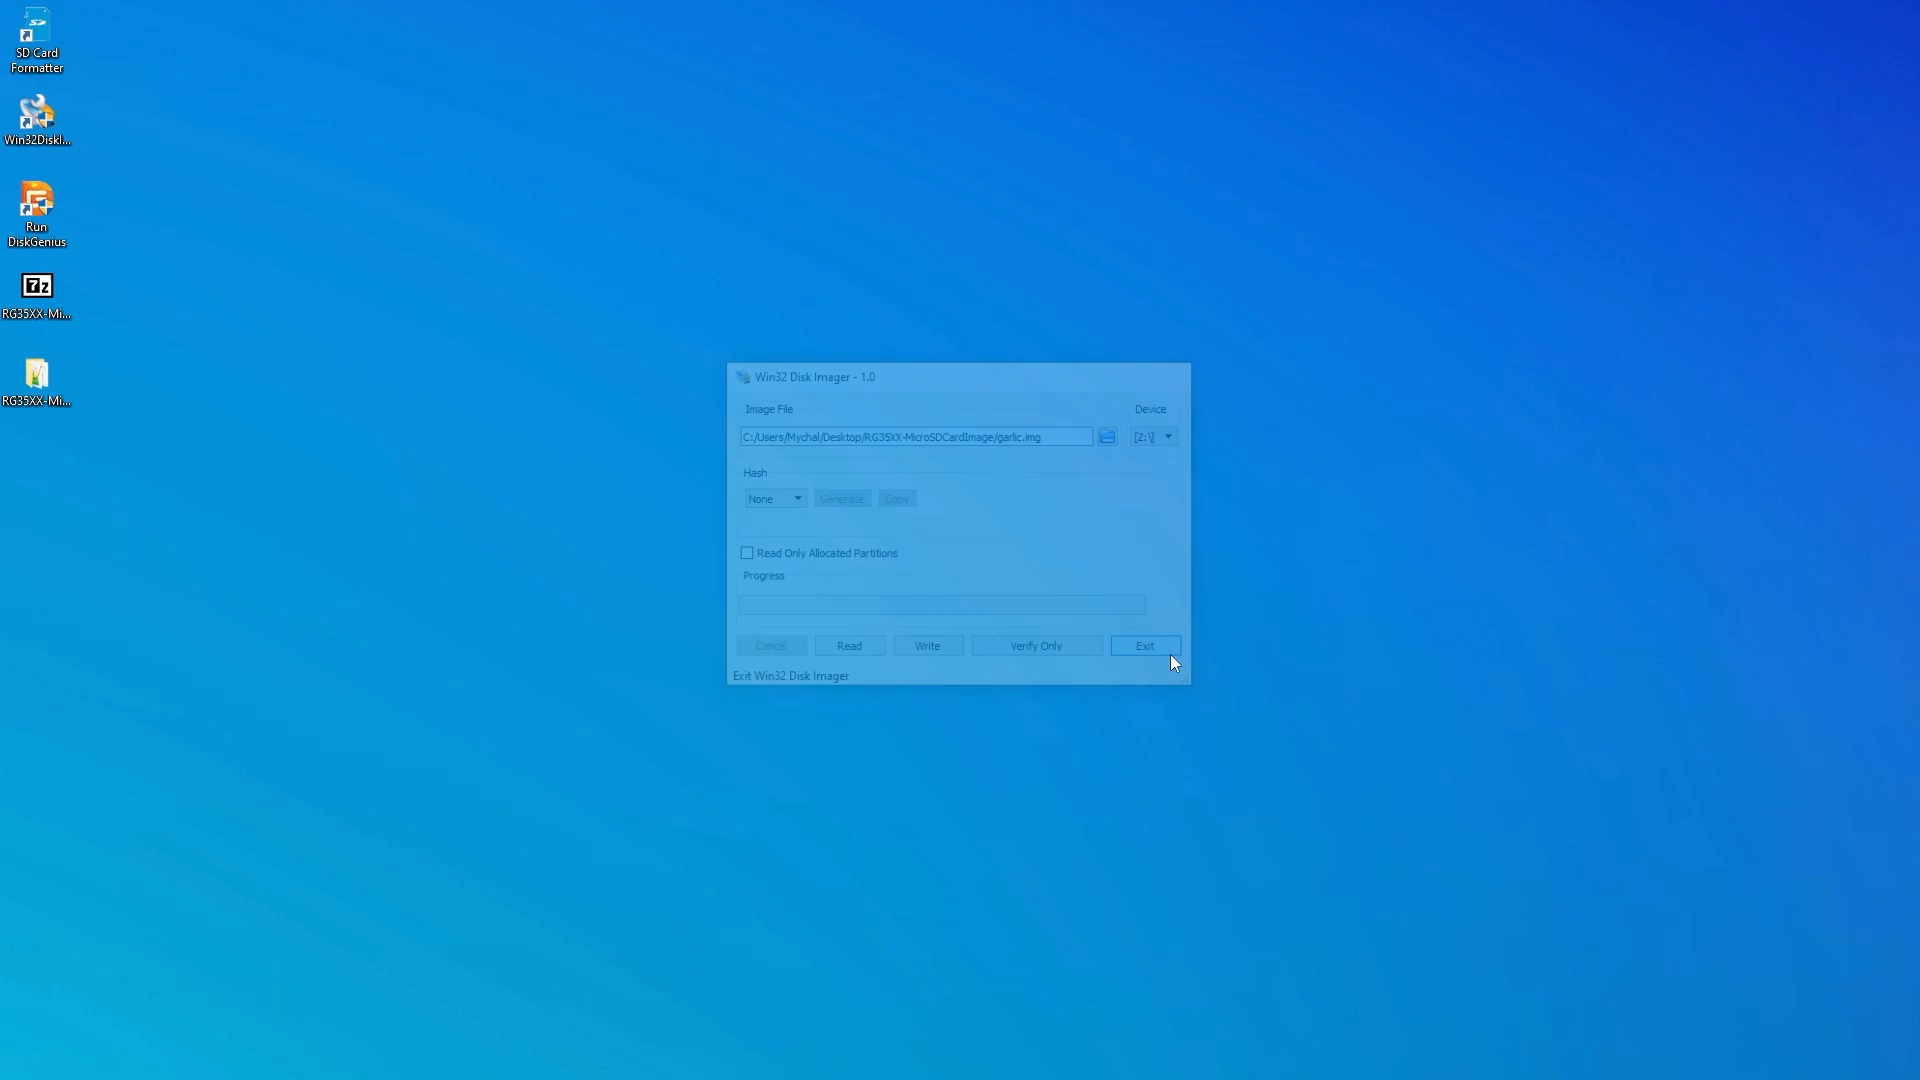 SD Card
Formatter
Win32DiskI...
Run
DiskGenius
7z
RG35XX-Mi...
RG35XX-Mi...
Win32 Disk Imager - 1.0
Image File
Device
C:/Users/Mychal/Desktop/RG35XX-MicroSDCardImage/garlic.img
[Z:\]
Hash
None
Generate
Copy
Read Only Allocated Partitions
Progress
Cancel
Read
Write
Verify Only
Exit
Exit Win32 Disk Imager